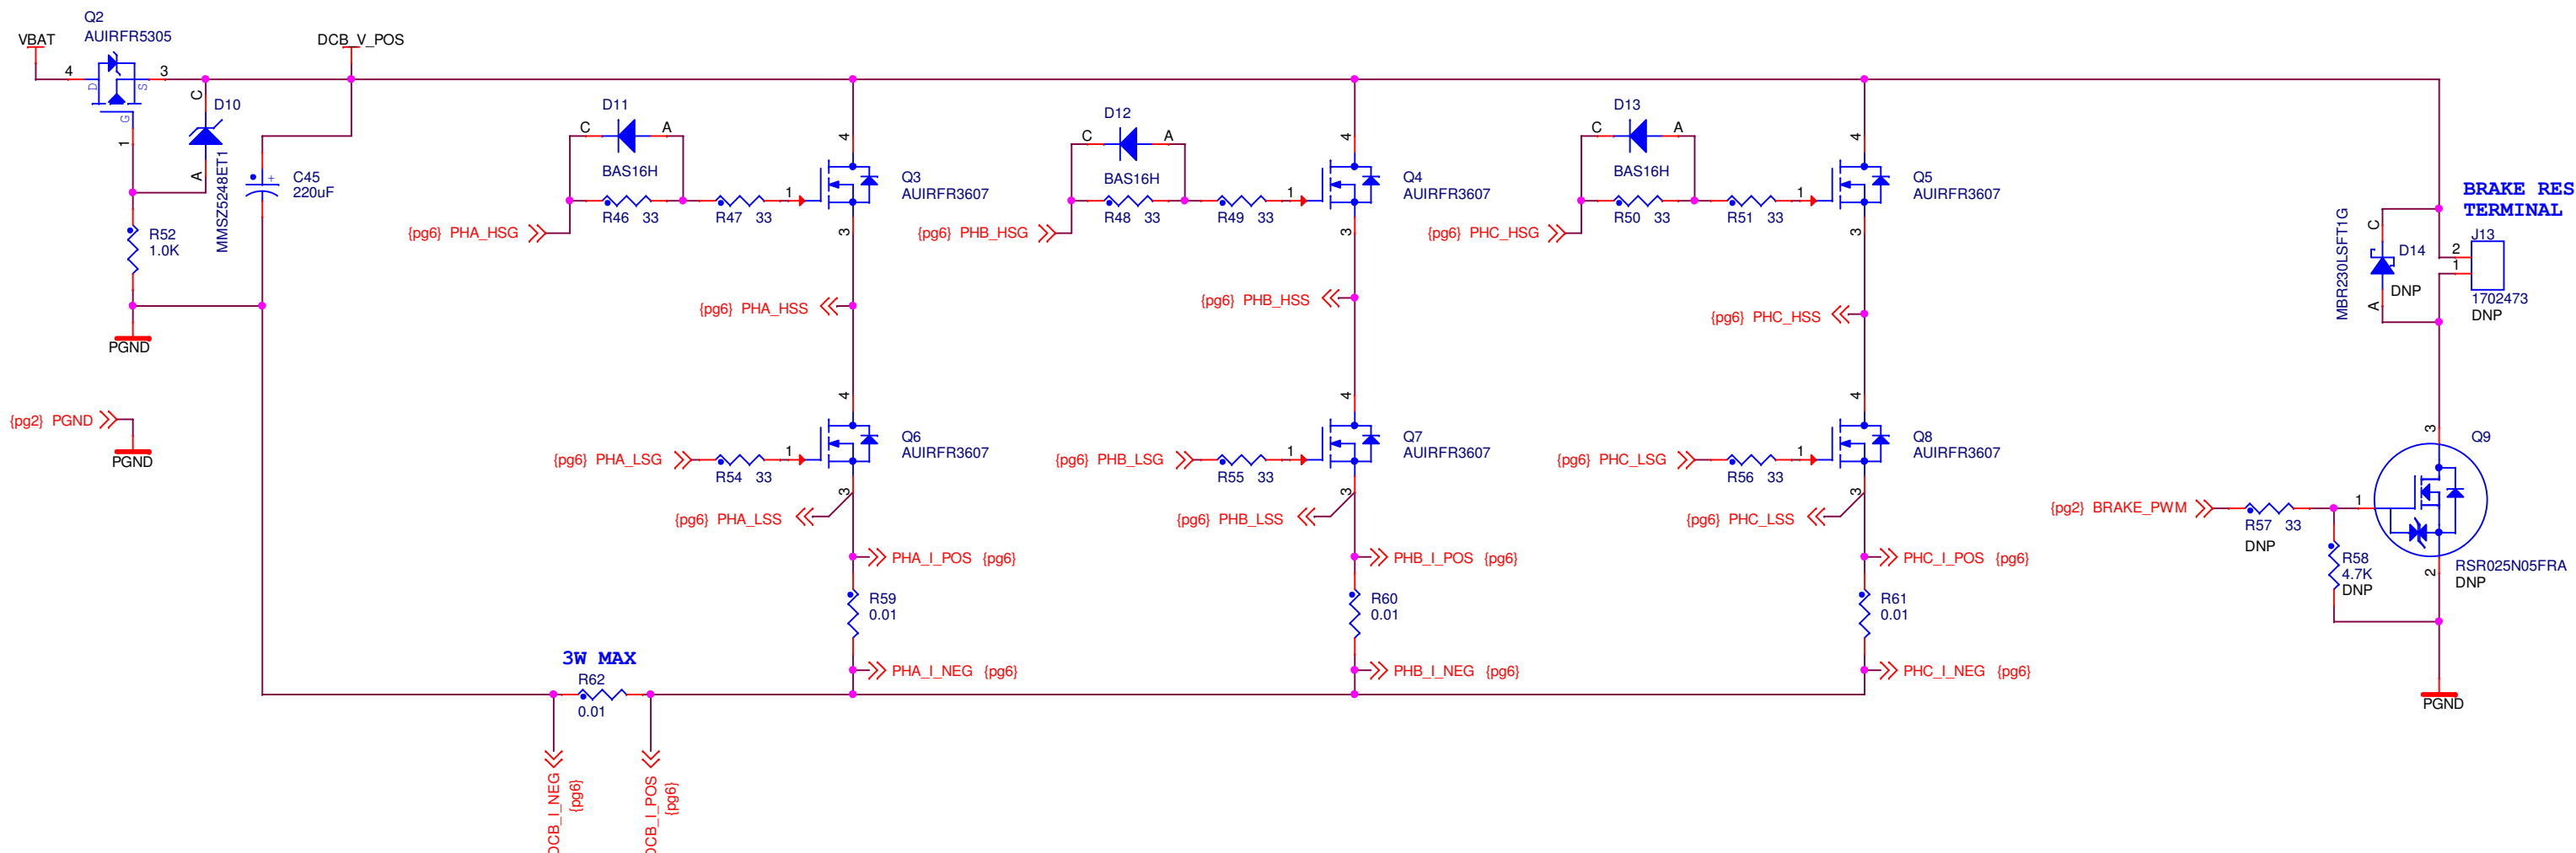 Q2
AUIRFR5305
VBAT
DCB_V_POS
4
3
D
S
G
1
C
D10
A
MMSZ5248ET1
C45
220uF
+
R52
1.0K
PGND
{pg2} PGND
PGND
D11
C
A
BAS16H
R46 33
R47 33
1
4
3
Q3
AUIRFR3607
{pg6} PHA_HSG
{pg6} PHA_HSS
D12
C
A
BAS16H
R48 33
R49 33
1
4
3
Q4
AUIRFR3607
{pg6} PHB_HSG
{pg6} PHB_HSS
D13
C
A
BAS16H
R50 33
R51 33
1
4
3
Q5
AUIRFR3607
{pg6} PHC_HSG
{pg6} PHC_HSS
4
Q6
AUIRFR3607
{pg6} PHA_LSG
R54 33
1
3
{pg6} PHA_LSS
PHA_I_POS {pg6}
R59
0.01
PHA_I_NEG {pg6}
4
Q7
AUIRFR3607
{pg6} PHB_LSG
R55 33
1
3
{pg6} PHB_LSS
PHB_I_POS {pg6}
R60
0.01
PHB_I_NEG {pg6}
4
Q8
AUIRFR3607
{pg6} PHC_LSG
R56 33
1
3
{pg6} PHC_LSS
PHC_I_POS {pg6}
R61
0.01
PHC_I_NEG {pg6}
3W MAX
R62
0.01
DCB_I_NEG
{pg6}
DCB_I_POS
{pg6}
BRAKE RES
TERMINAL
J13
2
1
1702473
DNP
MBR230LSFT1G
C
D14
DNP
A
3
Q9
{pg2} BRAKE_PWM
R57 33
DNP
1
R58
4.7K
DNP
2
RSR025N05FRA
DNP
PGND